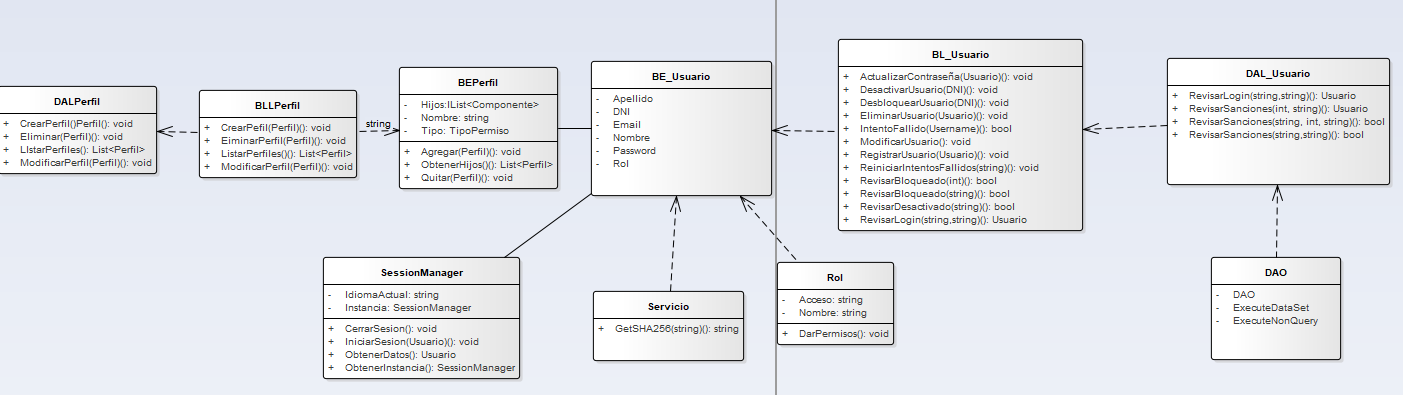 DALPerfil
+ CrearPerfil()Perfil(): void
+ Eliminar(Perfil)(): void
+ LIstarPerfiles(): List<Perfil>
+ ModificarPerfil(Perfil)(): void
BLLPerfil
+ CrearPefil(Perfil)(): void
+ EiminarPerfil(Perfil)(): void
+ ListarPerfiles()(): List<Perfil>
+ ModificarPerfil(Perfil)(): void
string
BEPerfil
- Hijos:IList<Componente>
- Nombre: string
- Tipo: TipoPermiso
+ Agregar(Perfil)(): void
+ ObtenerHijos()(): List<Perfil>
+ Quitar(Perfil)(): void
BE_Usuario
- Apellido
- DNI
- Email
- Nombre
- Password
- Rol
BL_Usuario
+ ActualizarContraseña(Usuario)(): void
+ DesactivarUsuario(DNI)(): void
+ DesbloquearUsuario(DNI)(): void
+ EliminarUsuario(Usuario)(): void
+ IntentoFallido(Username)(): bool
+ ModificarUsuario(): void
+ RegistrarUsuario(Usuario)(): void
+ ReiniciarIntentosFallidos(string)(): void
+ RevisarBloqueado(int)(): bool
+ RevisarBloqueado(string)(): bool
+ RevisarDesactivado(string)(): bool
+ RevisarLogin(string,string)(): Usuario
DAL_Usuario
+ RevisarLogin(string,string)(): Usuario
+ RevisarSanciones(int, string)(): Usuario
+ RevisarSanciones(string, int, string)(): bool
+ RevisarSanciones(string,string)(): bool
SessionManager
- IdiomaActual: string
- Instancia: SessionManager
+ CerrarSesion(): void
+ IniciarSesion(Usuario)(): void
+ ObtenerDatos(): Usuario
+ ObtenerInstancia(): SessionManager
Servicio
+ GetSHA256(string)(): string
Rol
- Acceso: string
- Nombre: string
+ DarPermisos(): void
DAO
- DAO
- ExecuteDataSet
- ExecuteNonQuery